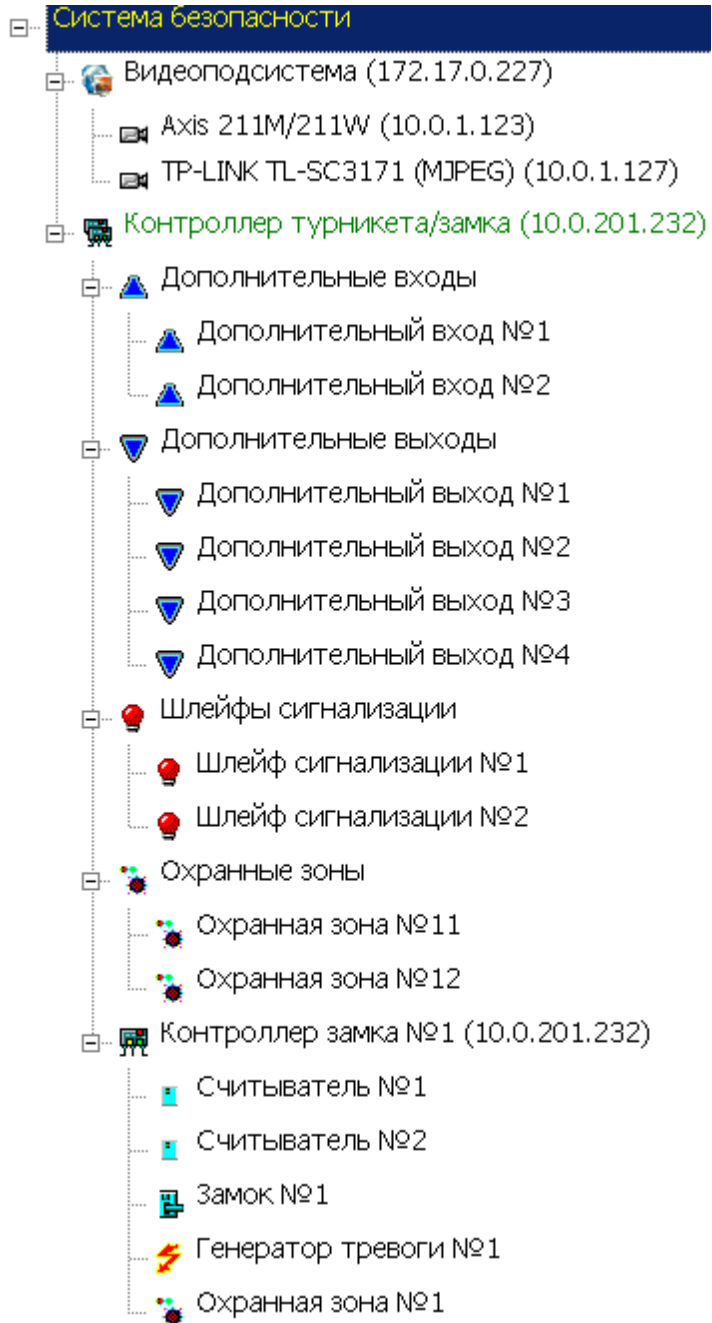 Система безопасности
Видеоподсистема (172.17.0.227)
Axis 211M/211W (10.0.1.123)
TP-LINK TL-SC3171 (MJPEG) (10.0.1.127)
Контроллер турникета/замка (10.0.201.232)
Дополнительные входы
Дополнительный вход №1
Дополнительный вход №2
Дополнительные выходы
Дополнительный выход №1
Дополнительный выход №2
Дополнительный выход №3
Дополнительный выход №4
Шлейфы сигнализации
Шлейф сигнализации №1
Шлейф сигнализации №2
Охранные зоны
Охранная зона №11
Охранная зона №12
Контроллер замка №1 (10.0.201.232)
Считыватель №1
Считыватель №2
Замок №1
Генератор тревоги №1
Охранная зона №1